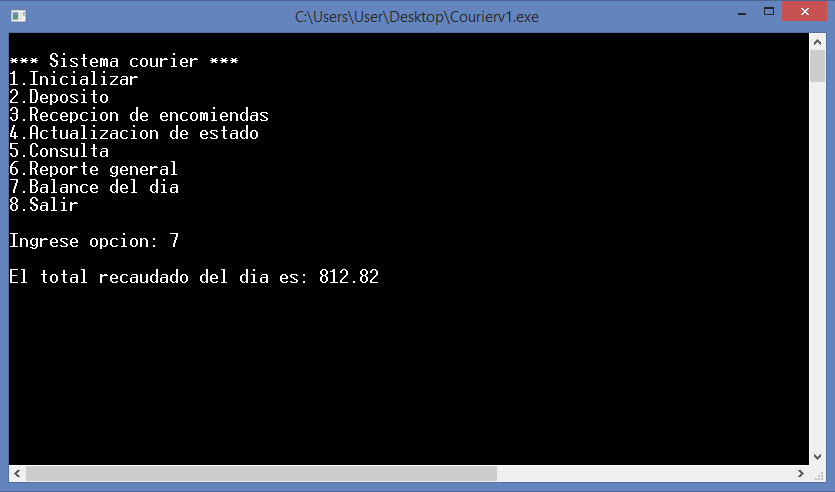 C:\Users\User\Desktop\Courierv1.exe
*** Sistema courier ***
1.Inicializar
2.Deposito
3.Recepcion de encomiendas
4.Actualizacion de estado
5.Consulta
6.Reporte general
7.Balance del dia
8.Salir
Ingrese opcion: 7
El total recaudado del dia es: 812.82